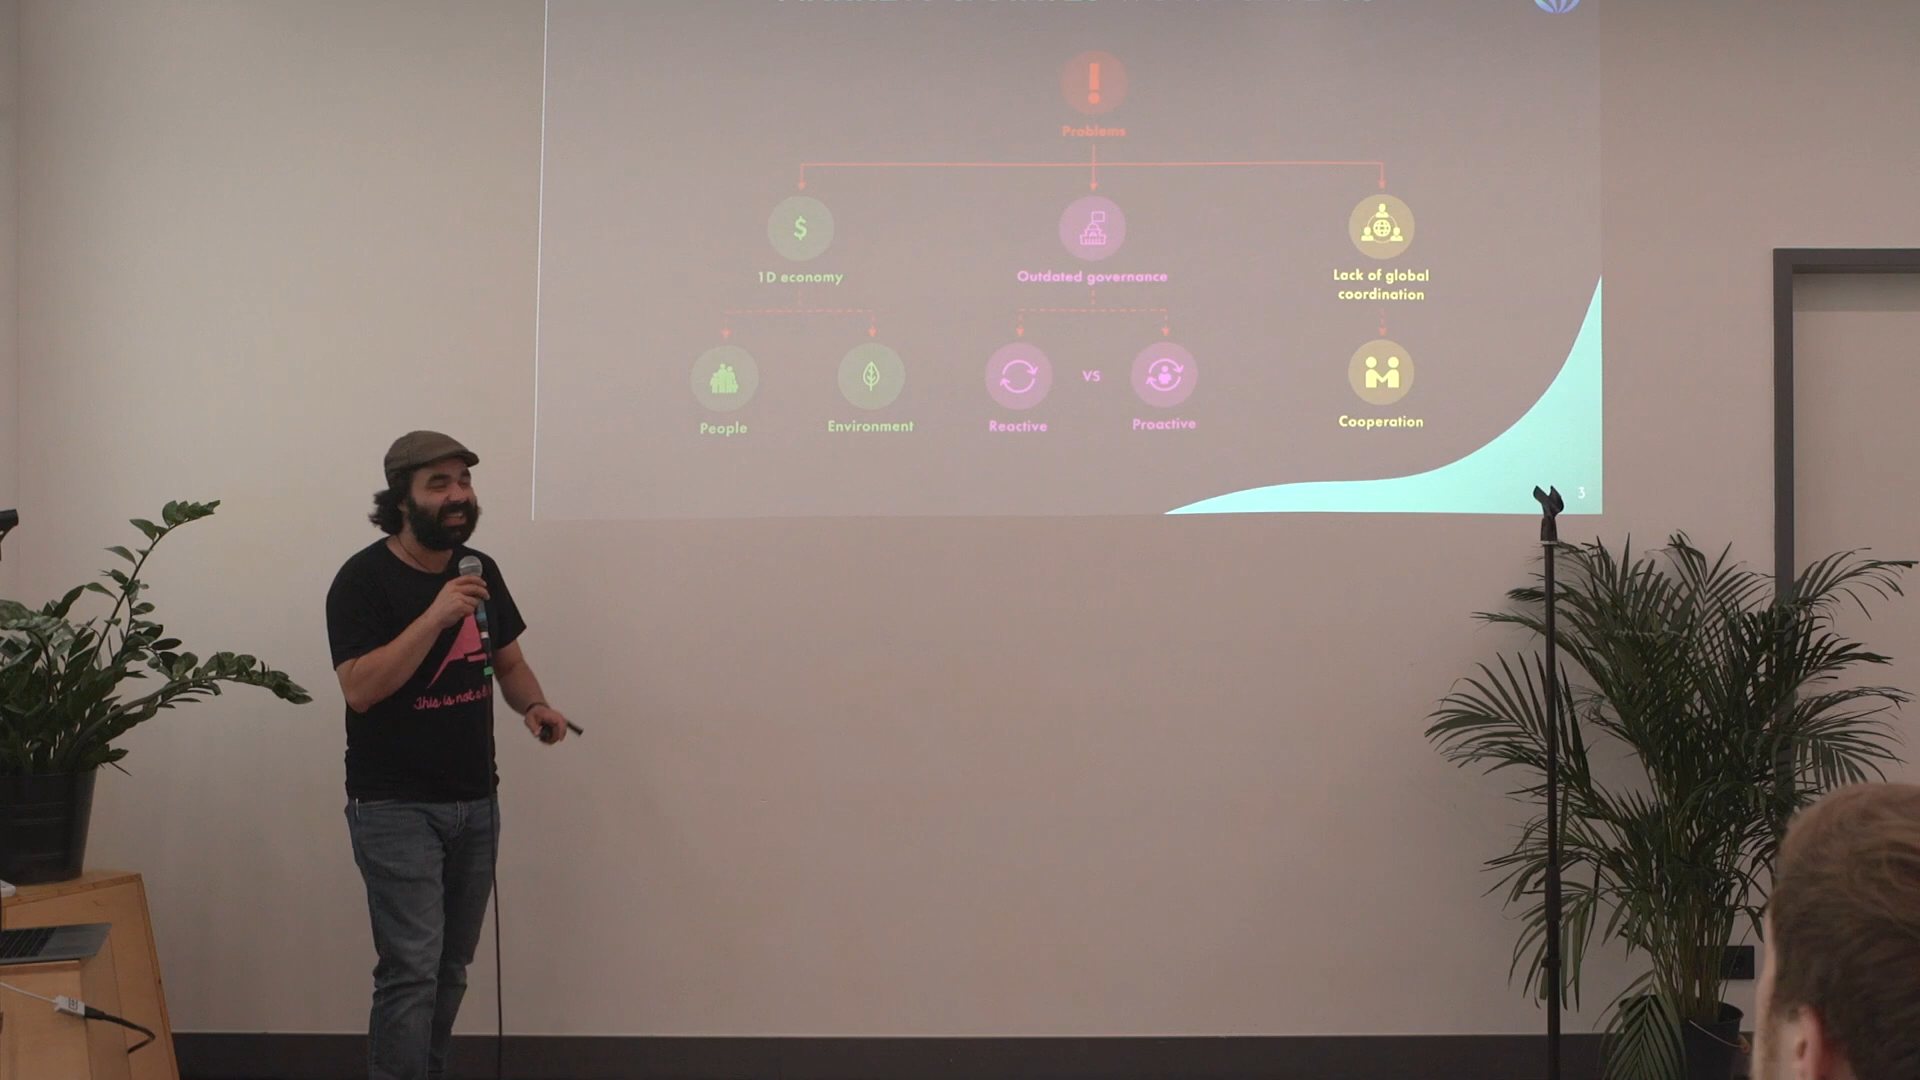 Problems
1D economy
Outdated governance
Lack of global
coordination
People
Environment
Reactive
vs
Proactive
Cooperation
3
This is not a